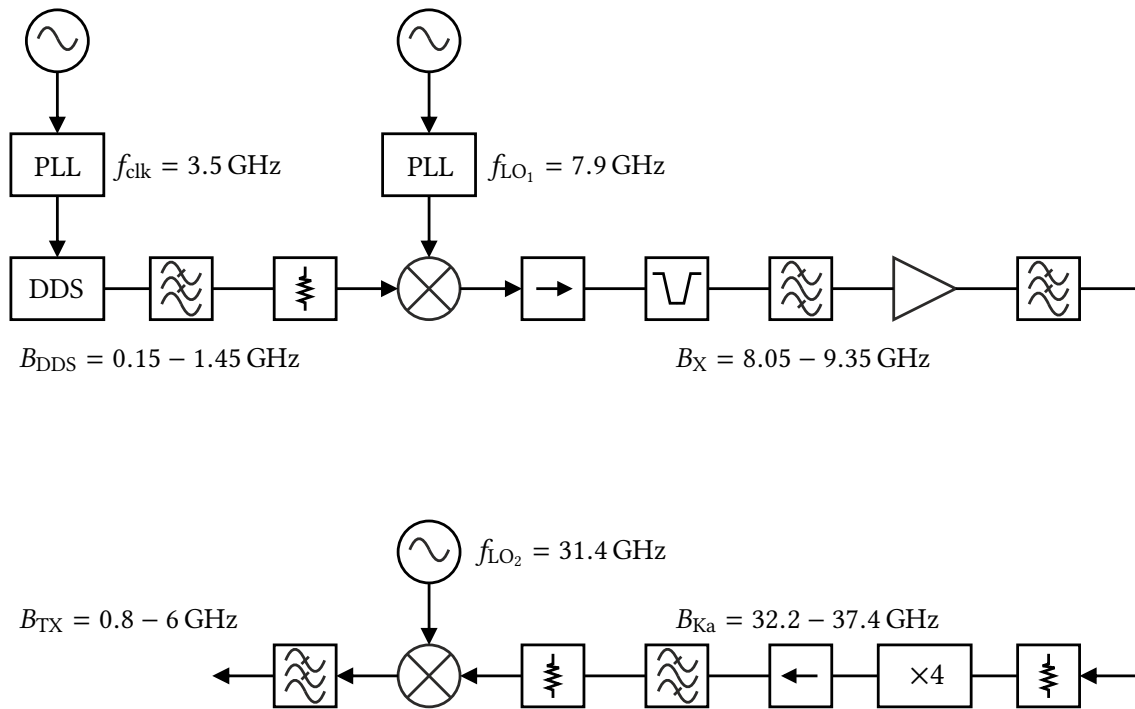 PLL
f_clk = 3.5 GHz
PLL
f_LO₁ = 7.9 GHz
DDS
B_DDS = 0.15 − 1.45 GHz
B_X = 8.05 − 9.35 GHz
f_LO₂ = 31.4 GHz
B_TX = 0.8 − 6 GHz
B_Ka = 32.2 − 37.4 GHz
×4